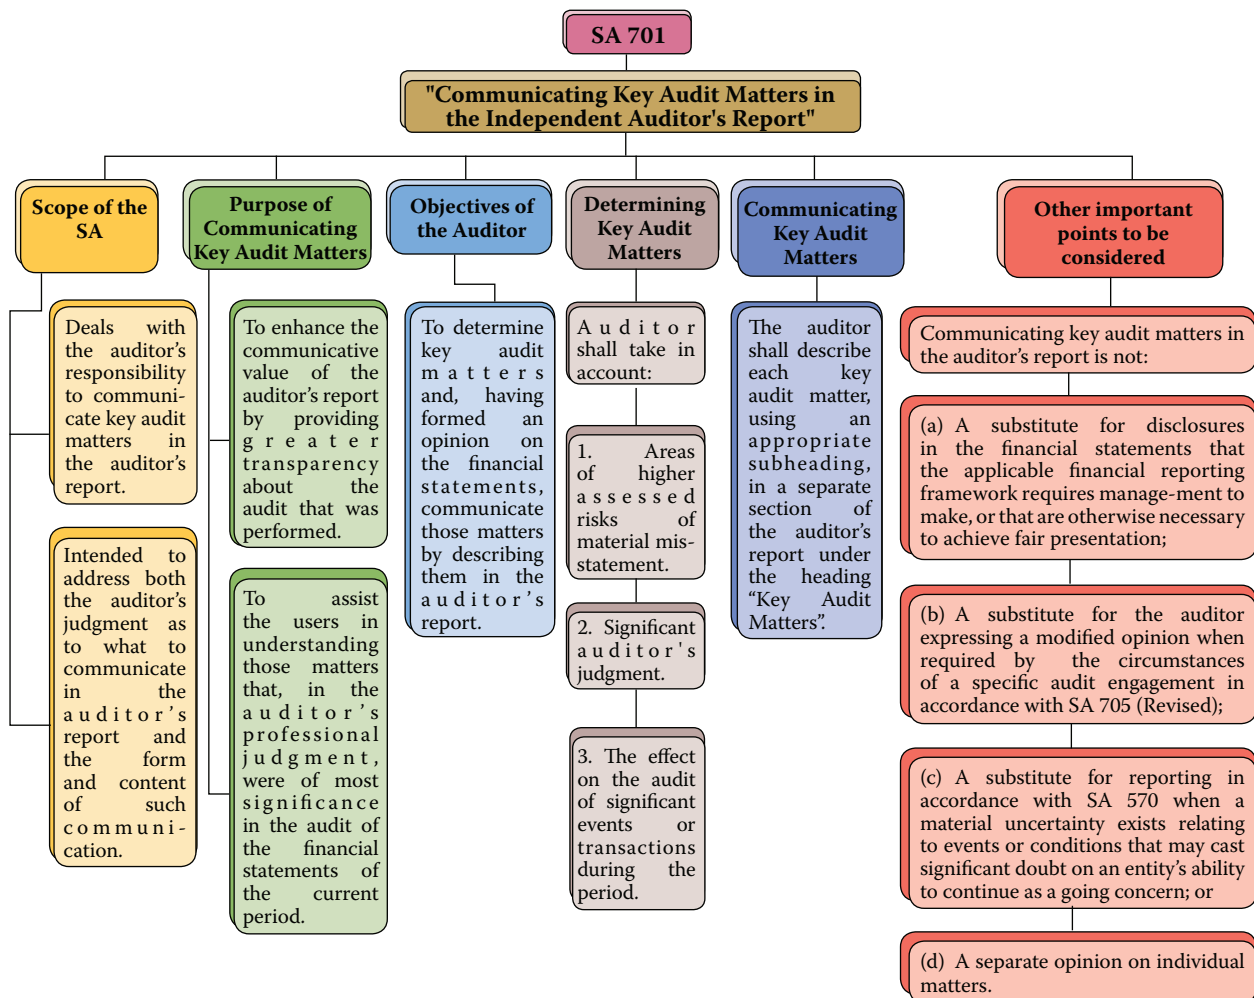 SA 701
"Communicating Key Audit Matters in
the Independent Auditor's Report"
Scope of the
SA
Deals with
the auditor’s
responsibility
to communi-
cate key audit
matters in
the auditor’s
report.
Intended to
address both
the auditor’s
judgment as
to what to
communicate
in the
auditor’s
report and
the form
and content
of such
communi-
cation.
Purpose of
Communicating
Key Audit Matters
To enhance the
communicative
value of the
auditor’s report
by providing
greater
transparency
about the
audit that was
performed.
To assist
the users in
understanding
those matters
that, in the
auditor’s
professional
judgment,
were of most
significance
in the audit of
the financial
statements of
the current
period.
Objectives of
the Auditor
To determine
key audit
matters
and, having
formed an
opinion on
the financial
statements,
communicate
those matters
by describing
them in the
auditor’s
report.
Determining
Key Audit
Matters
Auditor
shall take in
account:
1. Areas
of higher
assessed
risks of
material mis-
statement.
2. Significant
auditor's
judgment.
3. The effect
on the audit
of significant
events or
transactions
during the
period.
Communicating
Key Audit
Matters
The auditor
shall describe
each key
audit matter,
using an
appropriate
subheading,
in a separate
section of
the auditor’s
report under
the heading
“Key Audit
Matters”.
Other important
points to be
considered
Communicating key audit matters in
the auditor’s report is not:
(a) A substitute for disclosures
in the financial statements that
the applicable financial reporting
framework requires manage-ment to
make, or that are otherwise necessary
to achieve fair presentation;
(b) A substitute for the auditor
expressing a modified opinion when
required by the circumstances
of a specific audit engagement in
accordance with SA 705 (Revised);
(c) A substitute for reporting in
accordance with SA 570 when a
material uncertainty exists relating
to events or conditions that may cast
significant doubt on an entity’s ability
to continue as a going concern; or
(d) A separate opinion on individual
matters.